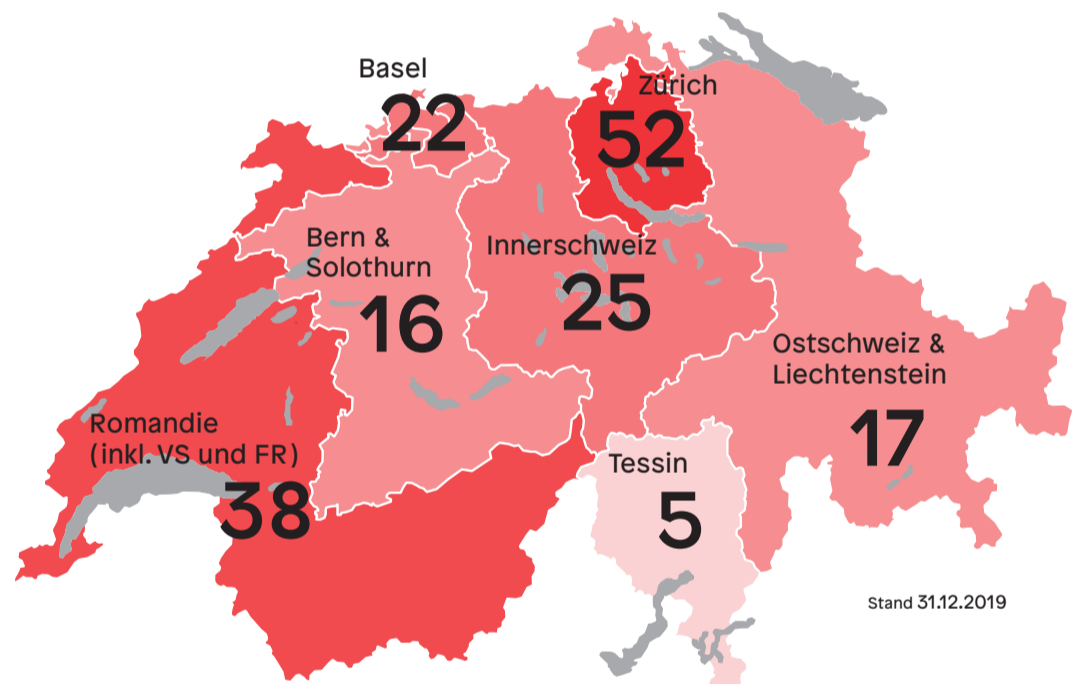 Basel
22
Zürich
52
Bern &
Solothurn
16
Innerschweiz
25
Ostschweiz &
Liechtenstein
17
Romandie
(inkl. VS und FR)
38
Tessin
5
Stand 31.12.2019